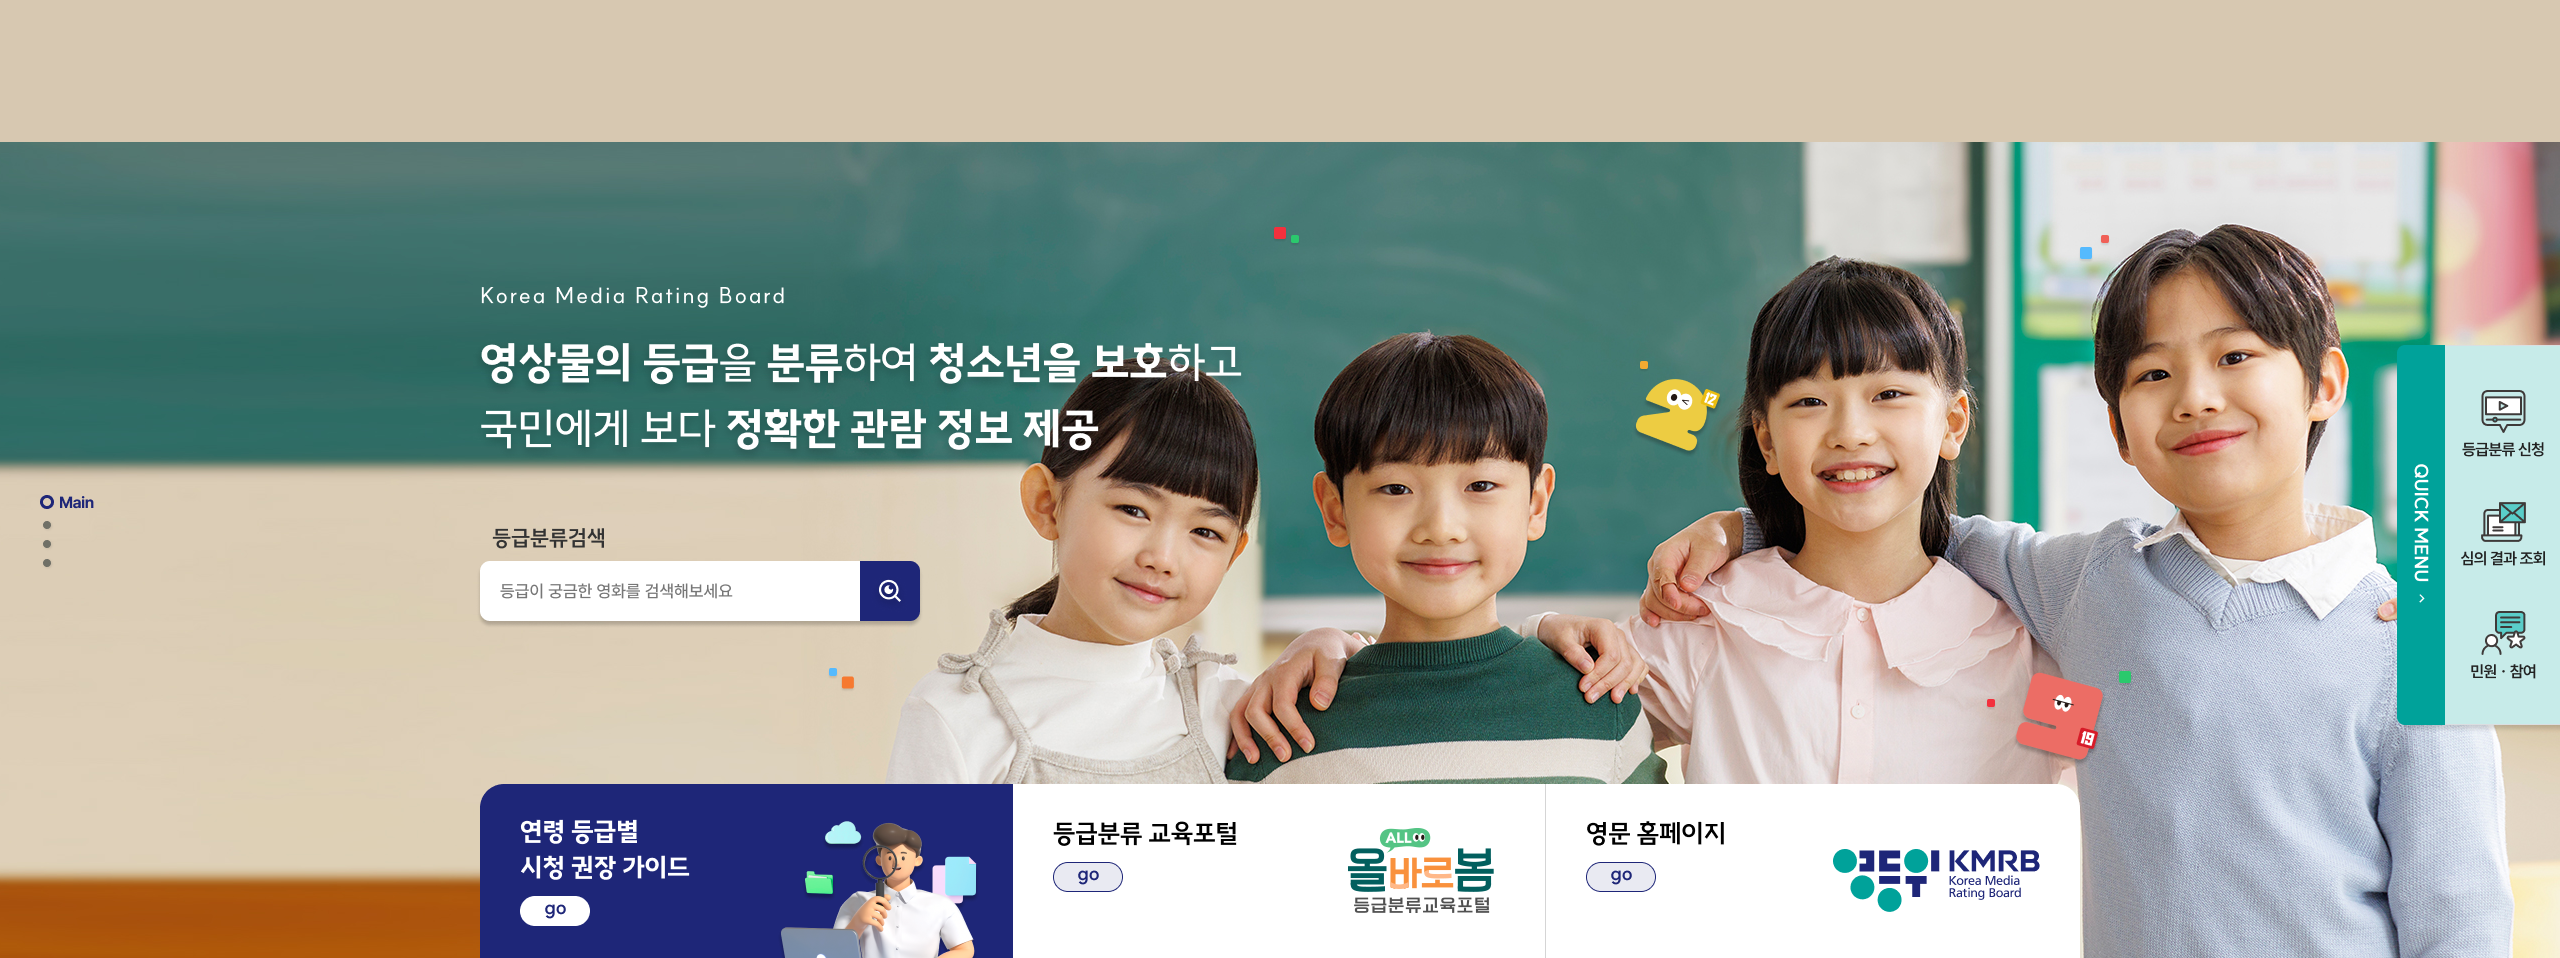 Korea Media Rating Board
영상물의 등급을 분류하여 청소년을 보호하고
국민에게 보다 정확한 관람 정보 제공
Main
등급분류검색
등급이 궁금한 영화를 검색해보세요
12
19
QUICK MENU
등급분류 신청
심의 결과 조회
민원 · 참여
연령 등급별
시청 권장 가이드
go
등급분류 교육포털
go
ALL
올바로봄
등급분류교육포털
영문 홈페이지
go
KMRB
Korea Media
Rating Board